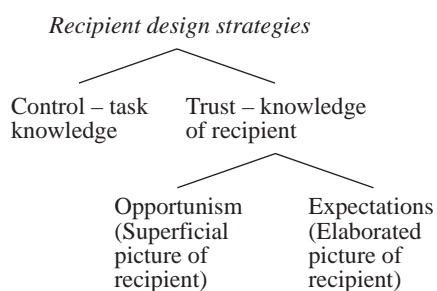 Recipient design strategies
Control – task
knowledge
Trust – knowledge
of recipient
Opportunism
(Superficial
picture of
recipient)
Expectations
(Elaborated
picture of
recipient)